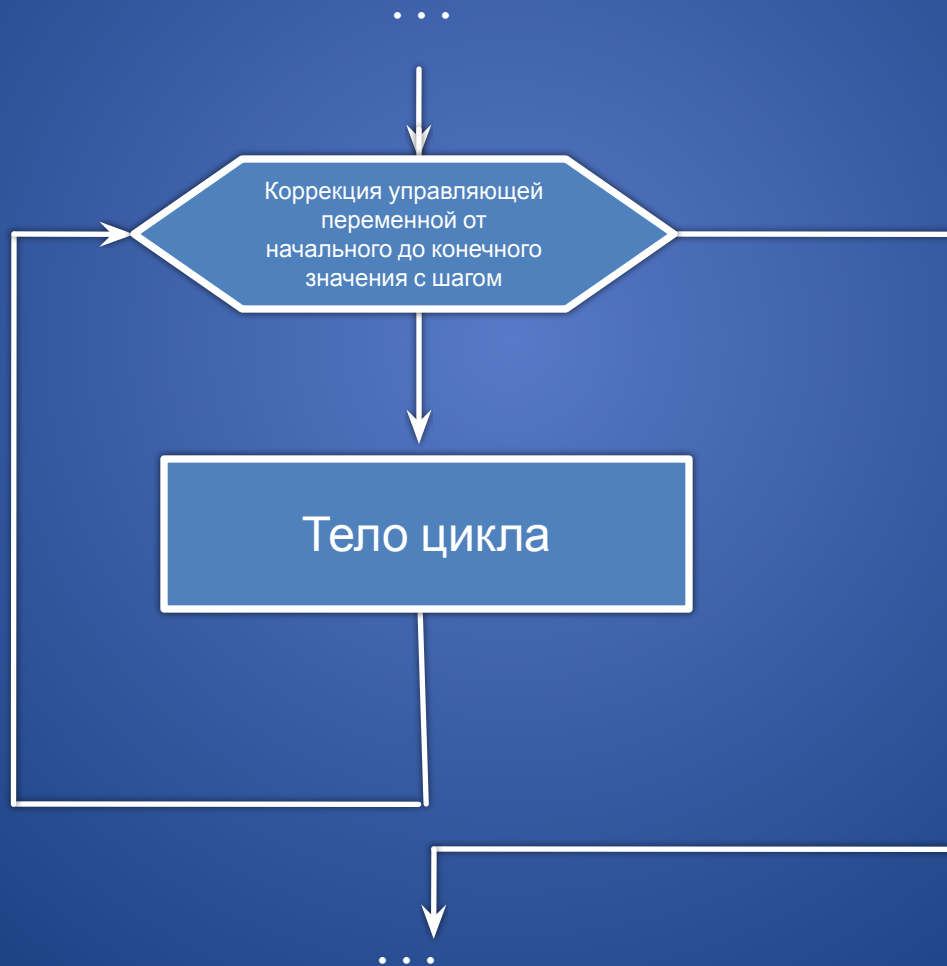 . . .
Коррекция управляющей
переменной от
начального до конечного
значения с шагом
Тело цикла
. . .